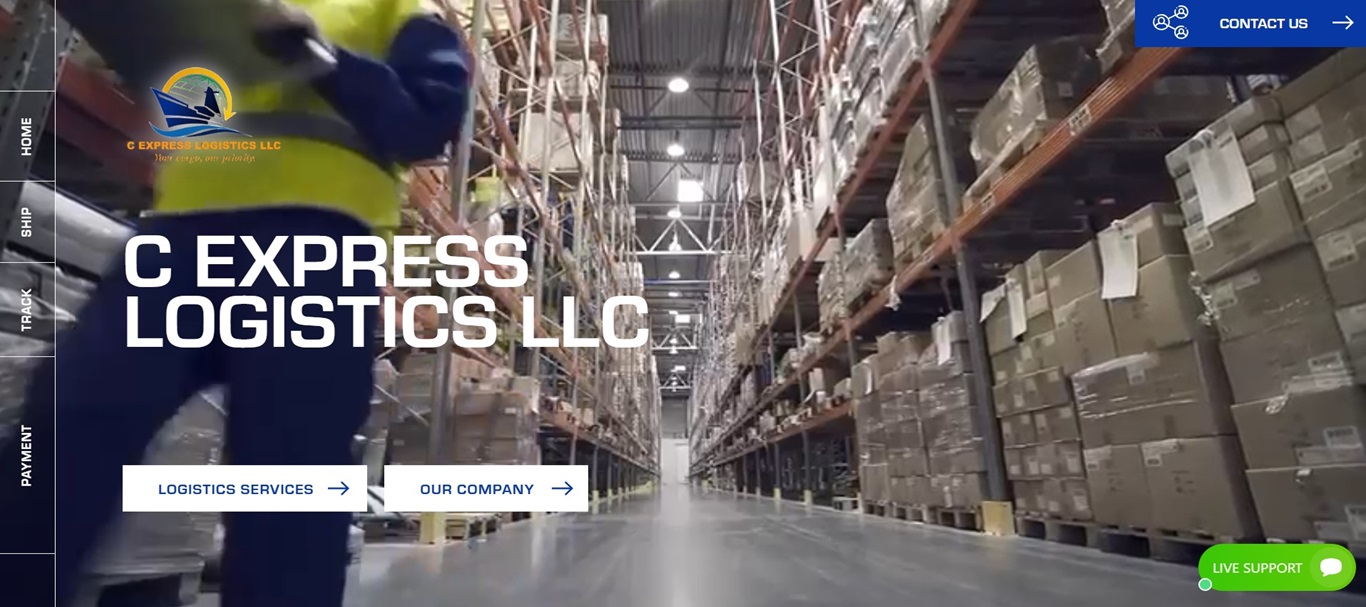 CONTACT US
HOME
SHIP
TRACK
PAYMENT
C EXPRESS LOGISTICS LLC
Your cargo, our priority.
C EXPRESS
LOGISTICS LLC
LOGISTICS SERVICES
OUR COMPANY
LIVE SUPPORT